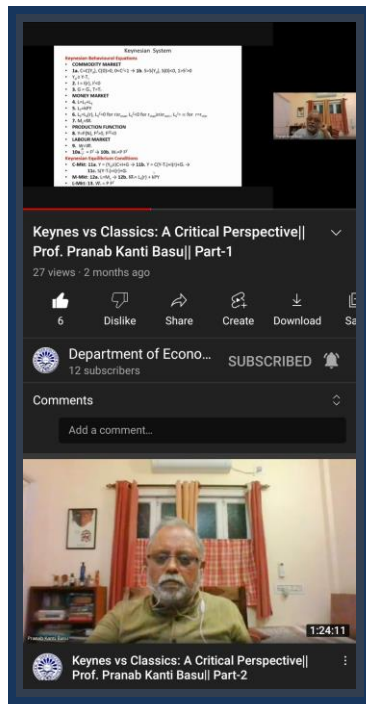 Keynesian System
Keynesian Behavioural Equations
COMMODITY MARKET
MONEY MARKET
PRODUCTION FUNCTION
LABOUR MARKET
Keynesian Equilibrium Conditions
Keynes vs Classics: A Critical Perspective||
Prof. Pranab Kanti Basu|| Part-1
27 views · 2 months ago
6 Dislike Share Create Download Sa
Department of Econo... SUBSCRIBED
12 subscribers
Comments
Add a comment...
Pranab Kanti Basu
1:24:11
Keynes vs Classics: A Critical Perspective||
Prof. Pranab Kanti Basu|| Part-2